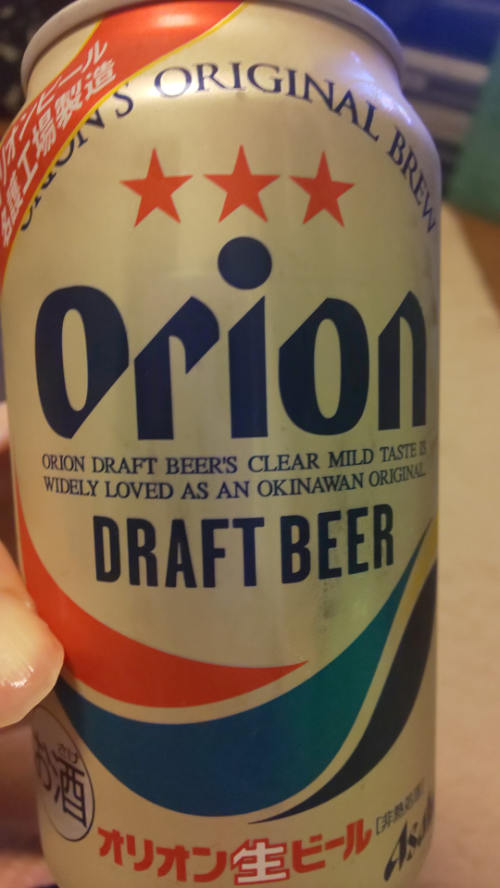 オリオンビール
名護工場製造
ORION'S ORIGINAL BREW
Orion
ORION DRAFT BEER'S CLEAR MILD TASTE IS
WIDELY LOVED AS AN OKINAWAN ORIGINAL.
DRAFT BEER
さけ
お酒
オリオン生ビール
[非熱処理]
Asahi